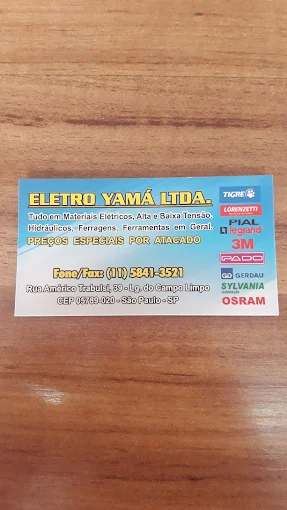 ELETRO YAMÁ LTDA.
Tudo em Materiais Elétricos, Alta e Baixa Tensão,
Hidráulicos, Ferragens, Ferramentas em Geral.
PREÇOS ESPECIAIS POR ATACADO
Fone/Fax: (11) 5841-3521
Rua Américo Trabulsi, 39 - Lg. do Campo Limpo
CEP 05789-020 - São Paulo - SP
TIGRE
LORENZETTI
PIAL
legrand
3M
PADO
GERDAU
SYLVANIA
OSRAM